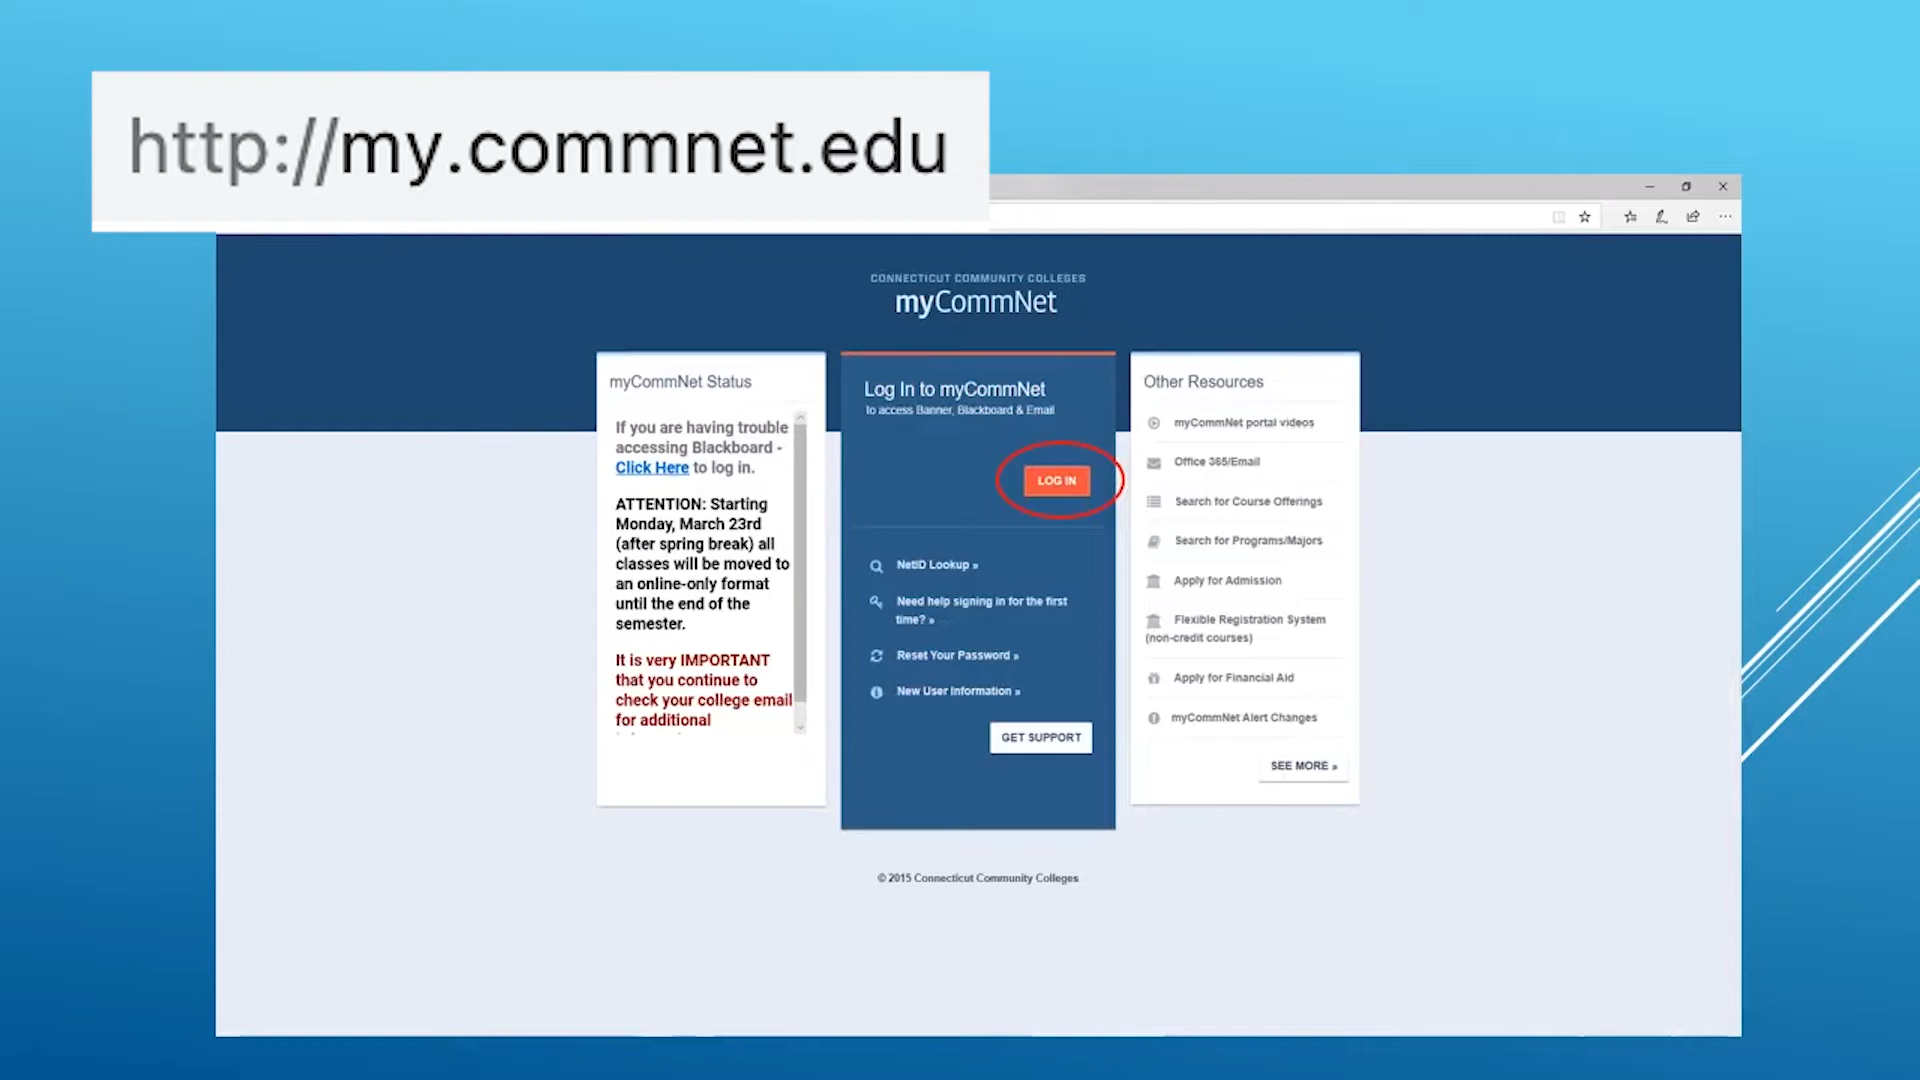 http://my.commnet.edu
CONNECTICUT COMMUNITY COLLEGES
myCommNet
myCommNet Status
If you are having trouble
accessing Blackboard -
Click Here to log in.
ATTENTION: Starting
Monday, March 23rd
(after spring break) all
classes will be moved to
an online-only format
until the end of the
semester.
It is very IMPORTANT
that you continue to
check your college email
for additional
Log In to myCommNet
to access Banner, Blackboard & Email
LOG IN
NetID Lookup »
Need help signing in for the first
time? »
Reset Your Password »
New User Information »
GET SUPPORT
Other Resources
myCommNet portal videos
Office 365/Email
Search for Course Offerings
Search for Programs/Majors
Apply for Admission
Flexible Registration System
(non-credit courses)
Apply for Financial Aid
myCommNet Alert Changes
SEE MORE »
© 2015 Connecticut Community Colleges